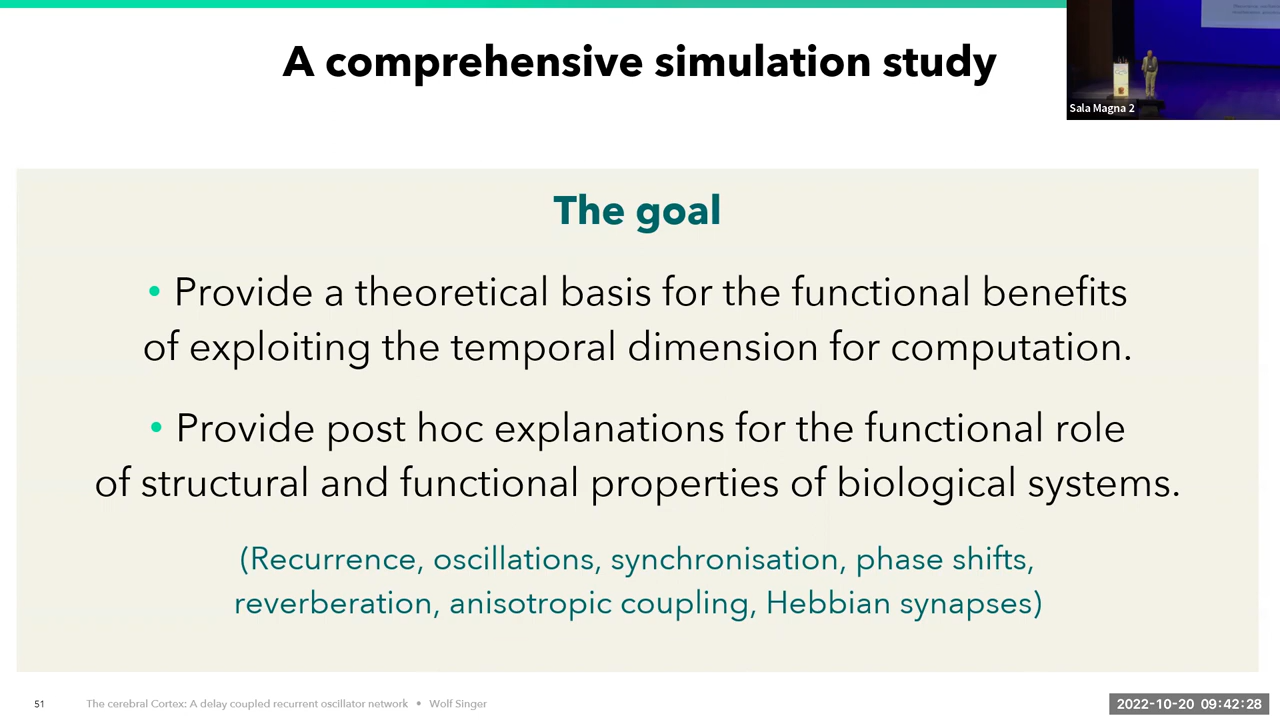 A comprehensive simulation study
Sala Magna 2
The goal
• Provide a theoretical basis for the functional benefits
of exploiting the temporal dimension for computation.
• Provide post hoc explanations for the functional role
of structural and functional properties of biological systems.
(Recurrence, oscillations, synchronisation, phase shifts,
reverberation, anisotropic coupling, Hebbian synapses)
51 The cerebral Cortex: A delay coupled recurrent oscillator network • Wolf Singer
2022-10-20 09:42:28